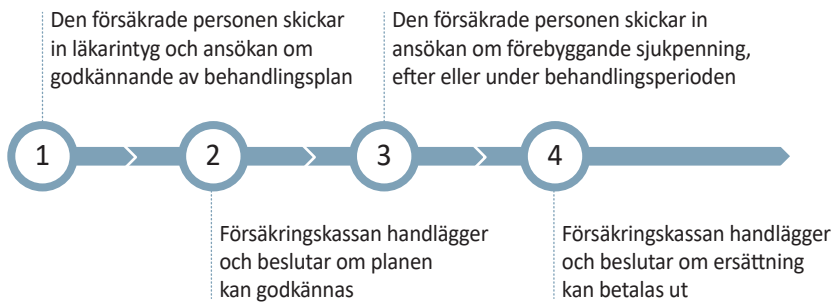 Den försäkrade personen skickar
in läkarintyg och ansökan om
godkännande av behandlingsplan
Den försäkrade personen skickar in
ansökan om förebyggande sjukpenning,
efter eller under behandlingsperioden
1
2
3
4
Försäkringskassan handlägger
och beslutar om planen
kan godkännas
Försäkringskassan handlägger
och beslutar om ersättning
kan betalas ut